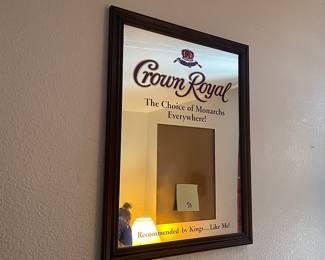 Crown Royal
The Choice of Monarchs
Everywhere!
Recommended by Kings...Like Me!